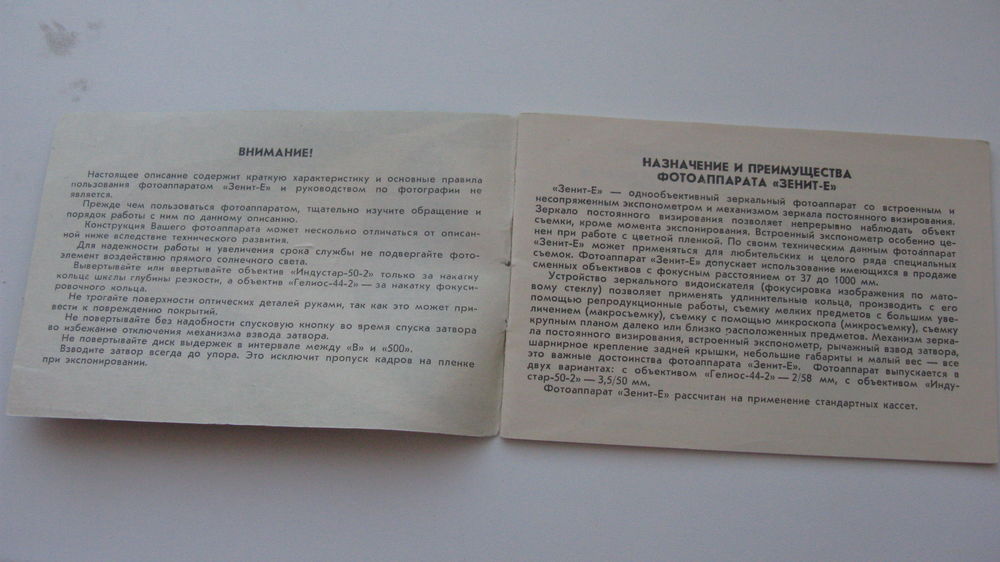 ВНИМАНИЕ!
Настоящее описание содержит краткую характеристику и основные правила
пользования фотоаппаратом «Зенит-Е» и руководством по фотографии не
является.
Прежде чем пользоваться фотоаппаратом, тщательно изучите обращение и
порядок работы с ним по данному описанию.
Конструкция Вашего фотоаппарата может несколько отличаться от описан-
ной ниже вследствие технического развития.
Для надежности работы и увеличения срока службы не подвергайте фото-
элемент воздействию прямого солнечного света.
Вывертывайте или ввертывайте объектив «Индустар-50-2» только за накатку
кольца шкалы глубины резкости, а объектив «Гелиос-44-2» — за накатку фокуси-
ровочного кольца.
Не трогайте поверхности оптических деталей руками, так как это может при-
вести к повреждению покрытий.
Не повертывайте без надобности спусковую кнопку во время спуска затвора
во избежание отключения механизма взвода затвора.
Не повертывайте диск выдержек в интервале между «В» и «500».
Взводите затвор всегда до упора. Это исключит пропуск кадров на пленке
при экспонировании.
НАЗНАЧЕНИЕ И ПРЕИМУЩЕСТВА
ФОТОАППАРАТА «ЗЕНИТ-Е»
«Зенит-Е» — однообъективный зеркальный фотоаппарат со встроенным и
несопряженным экспонометром и механизмом зеркала постоянного визирования.
Зеркало постоянного визирования позволяет непрерывно наблюдать объект
съемки, кроме момента экспонирования. Встроенный экспонометр особенно це-
нен при работе с цветной пленкой. По своим техническим данным фотоаппарат
«Зенит-Е» может применяться для любительских и целого ряда специальных
съемок. Фотоаппарат «Зенит-Е» допускает использование имеющихся в продаже
сменных объективов с фокусным расстоянием от 37 до 1000 мм.
Устройство зеркального видоискателя (фокусировка изображения по мато-
вому стеклу) позволяет применять удлинительные кольца, производить с его
помощью репродукционные работы, съемку мелких предметов с большим уве-
личением (макросъемку), съемку с помощью микроскопа (микросъемку), съемку
крупным планом далеко или близко расположенных предметов. Механизм зерка-
ла постоянного визирования, встроенный экспонометр, рычажный взвод затвора,
шарнирное крепление задней крышки, небольшие габариты и малый вес — все
это важные достоинства фотоаппарата «Зенит-Е». Фотоаппарат выпускается в
двух вариантах: с объективом «Гелиос-44-2» — 2/58 мм, с объективом «Инду-
стар-50-2» — 3,5/50 мм.
Фотоаппарат «Зенит-Е» рассчитан на применение стандартных кассет.